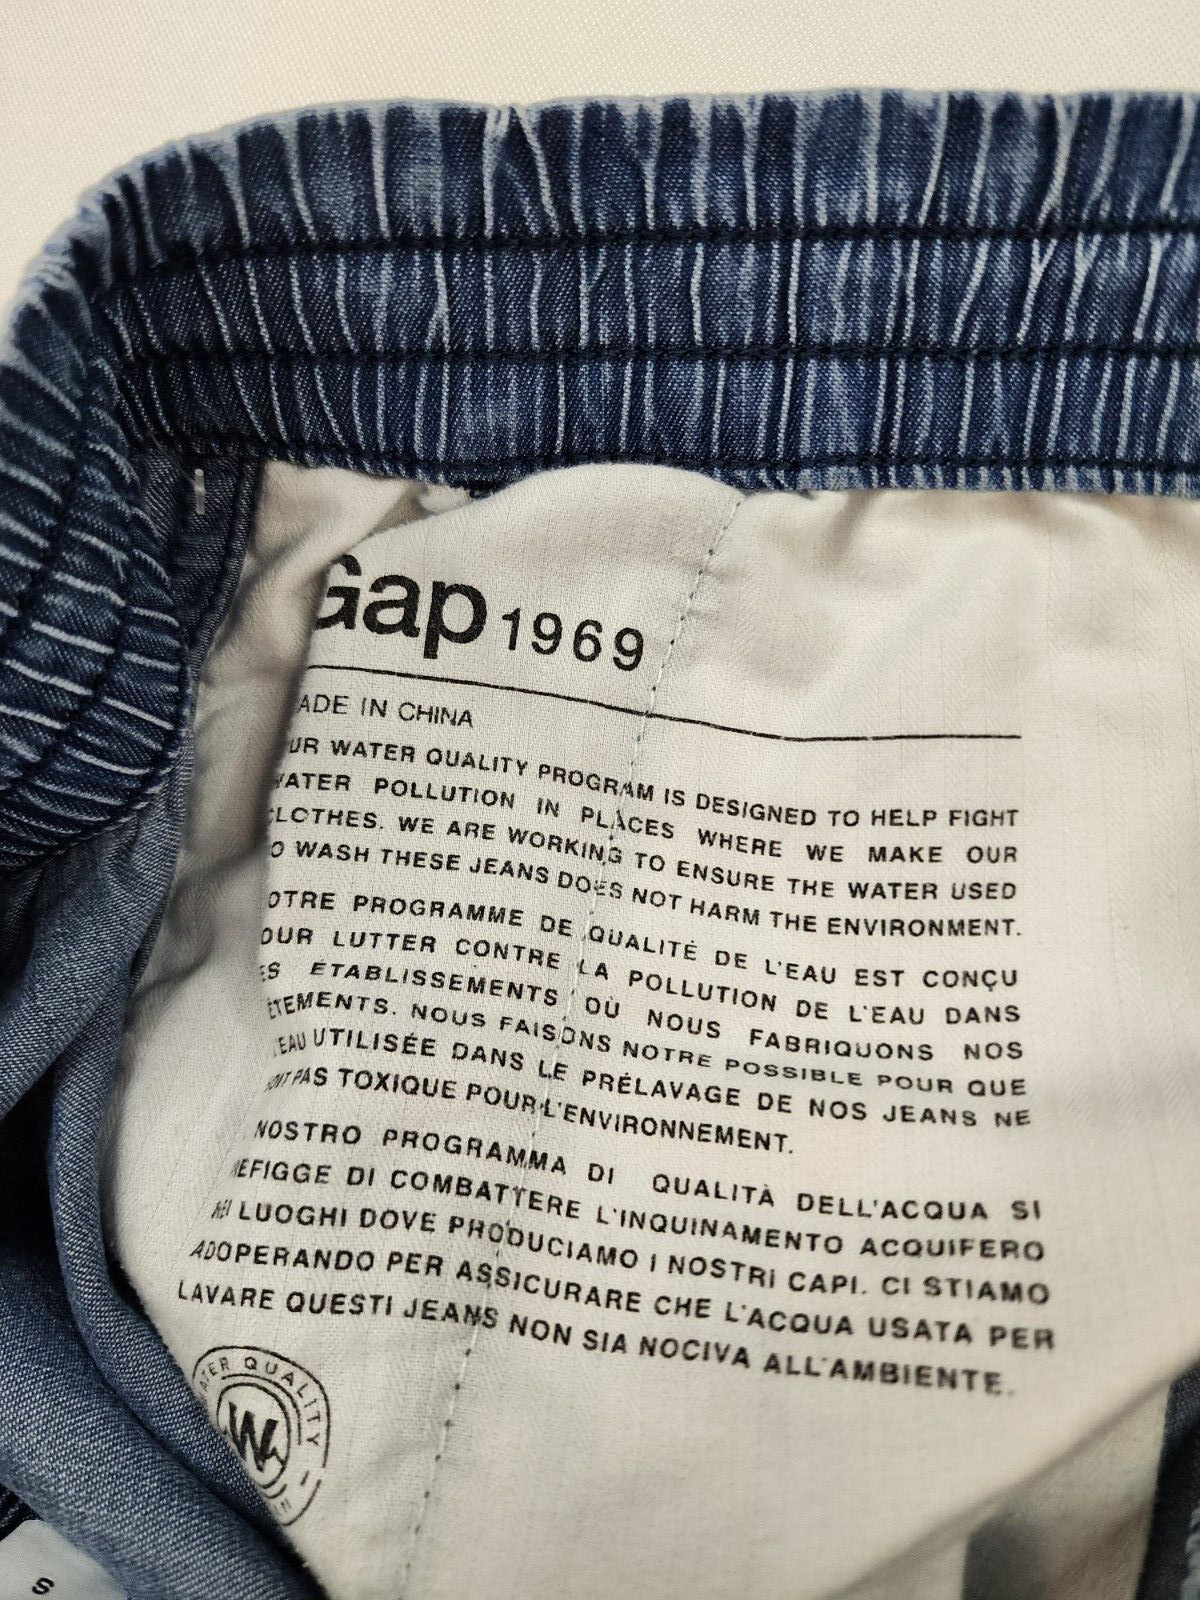 Gap 1969
ADE IN CHINA
UR WATER QUALITY PROGRAM IS DESIGNED TO HELP FIGHT
WATER POLLUTION IN PLACES WHERE WE MAKE OUR
CLOTHES. WE ARE WORKING TO ENSURE THE WATER USED
O WASH THESE JEANS DOES NOT HARM THE ENVIRONMENT.
OTRE PROGRAMME DE QUALITÉ DE L'EAU EST CONÇU
OUR LUTTER CONTRE LA POLLUTION DE L'EAU DANS
ES ÉTABLISSEMENTS OÙ NOUS FABRIQUONS NOS
ÊTEMENTS. NOUS FAISONS NOTRE POSSIBLE POUR QUE
'EAU UTILISÉE DANS LE PRÉLAVAGE DE NOS JEANS NE
ONT PAS TOXIQUE POUR L'ENVIRONNEMENT.
NOSTRO PROGRAMMA DI QUALITÀ DELL'ACQUA SI
REFIGGE DI COMBATTERE L'INQUINAMENTO ACQUIFERO
NEI LUOGHI DOVE PRODUCIAMO I NOSTRI CAPI. CI STIAMO
ADOPERANDO PER ASSICURARE CHE L'ACQUA USATA PER
LAVARE QUESTI JEANS NON SIA NOCIVA ALL'AMBIENTE.
ATER QUALITY
W
S